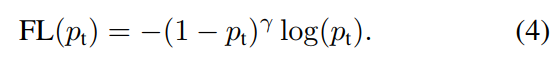 FL(pₜ) = −(1 − pₜ)ᵞ log(pₜ). (4)